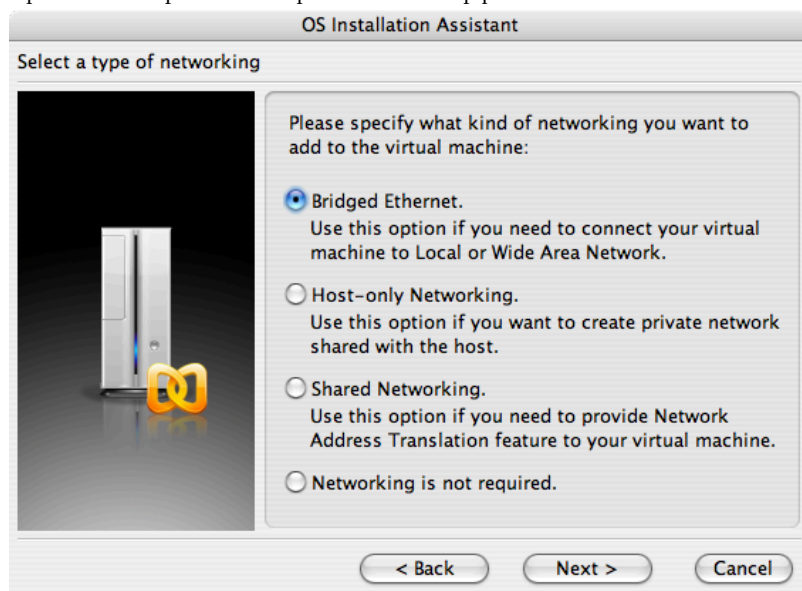 OS Installation Assistant
Select a type of networking
Please specify what kind of networking you want to
add to the virtual machine:
Bridged Ethernet.
Use this option if you need to connect your virtual
machine to Local or Wide Area Network.
Host-only Networking.
Use this option if you want to create private network
shared with the host.
Shared Networking.
Use this option if you need to provide Network
Address Translation feature to your virtual machine.
Networking is not required.
< Back
Next >
Cancel